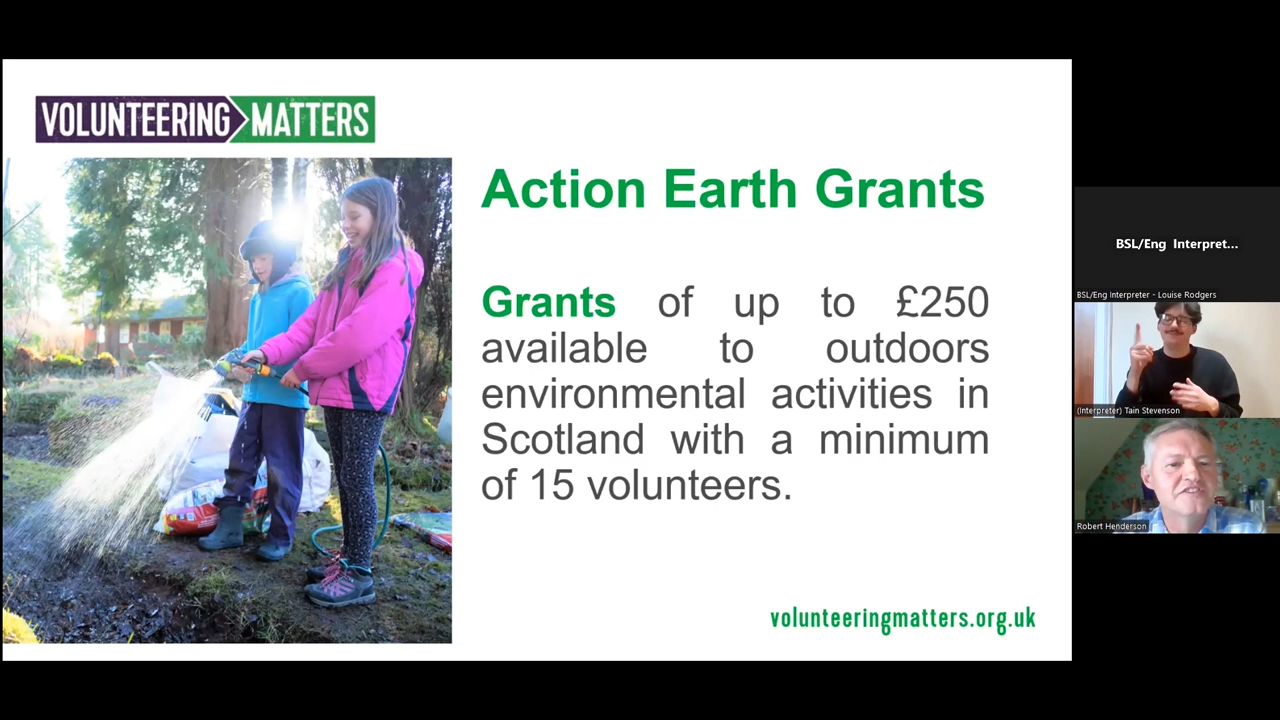 VOLUNTEERING MATTERS
Action Earth Grants
Grants of up to £250
available to outdoors
environmental activities in
Scotland with a minimum
of 15 volunteers.
volunteeringmatters.org.uk
BSL/Eng Interpret...
BSL/Eng Interpreter - Louise Rodgers
(Interpreter) Tain Stevenson
Robert Henderson